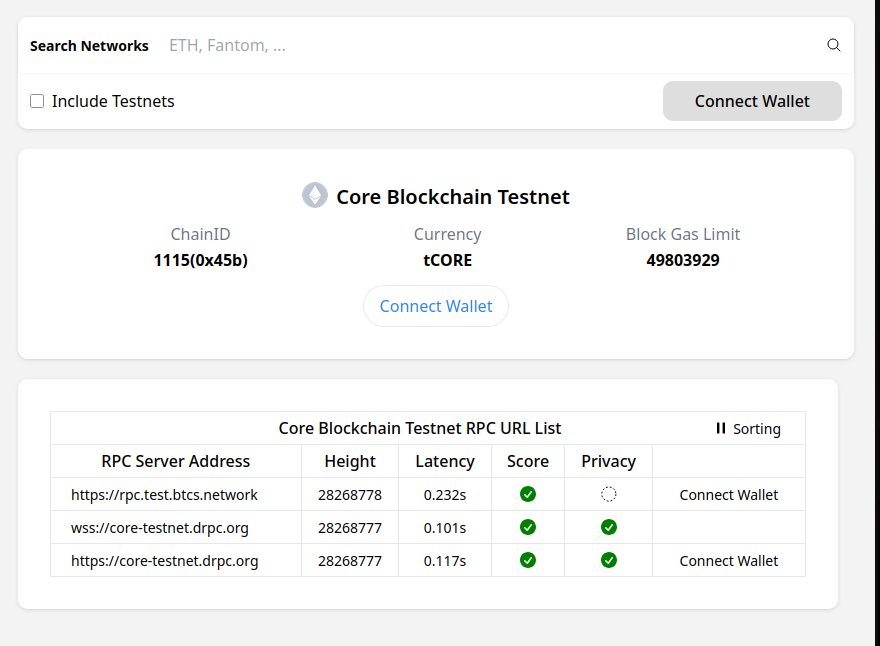 Search Networks ETH, Fantom, ...
Include Testnets Connect Wallet
Core Blockchain Testnet
ChainID Currency Block Gas Limit
1115(0x45b) tCORE 49803929
Connect Wallet
Core Blockchain Testnet RPC URL List Sorting
RPC Server Address Height Latency Score Privacy
https://rpc.test.btcs.network 28268778 0.232s Connect Wallet
wss://core-testnet.drpc.org 28268777 0.101s
https://core-testnet.drpc.org 28268777 0.117s Connect Wallet